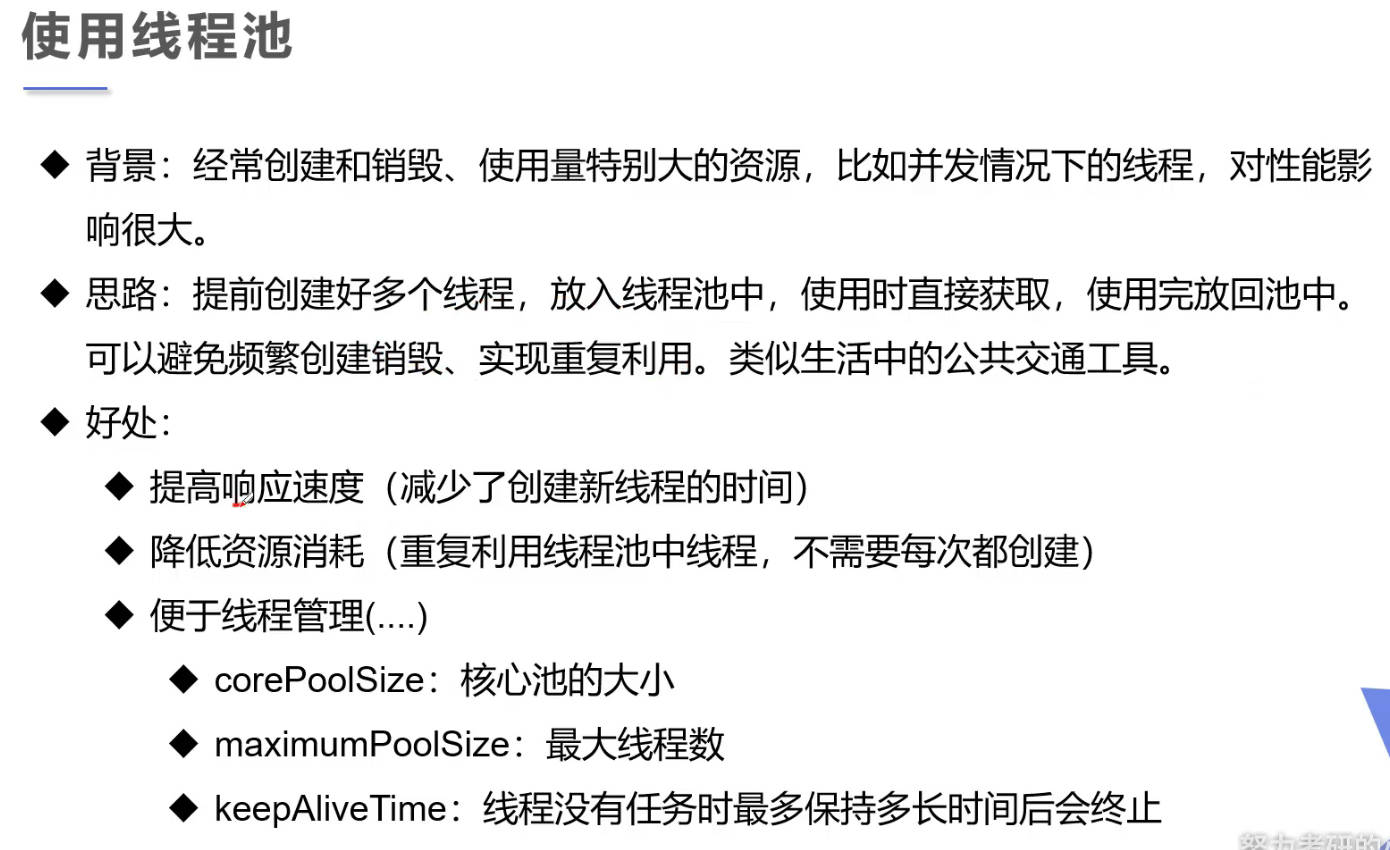 使用线程池
◆ 背景：经常创建和销毁、使用量特别大的资源，比如并发情况下的线程，对性能影
响很大。
◆ 思路：提前创建好多个线程，放入线程池中，使用时直接获取，使用完放回池中。
可以避免频繁创建销毁、实现重复利用。类似生活中的公共交通工具。
◆ 好处：
◆ 提高响应速度（减少了创建新线程的时间）
◆ 降低资源消耗（重复利用线程池中线程，不需要每次都创建）
◆ 便于线程管理(....)
◆ corePoolSize：核心池的大小
◆ maximumPoolSize：最大线程数
◆ keepAliveTime：线程没有任务时最多保持多长时间后会终止